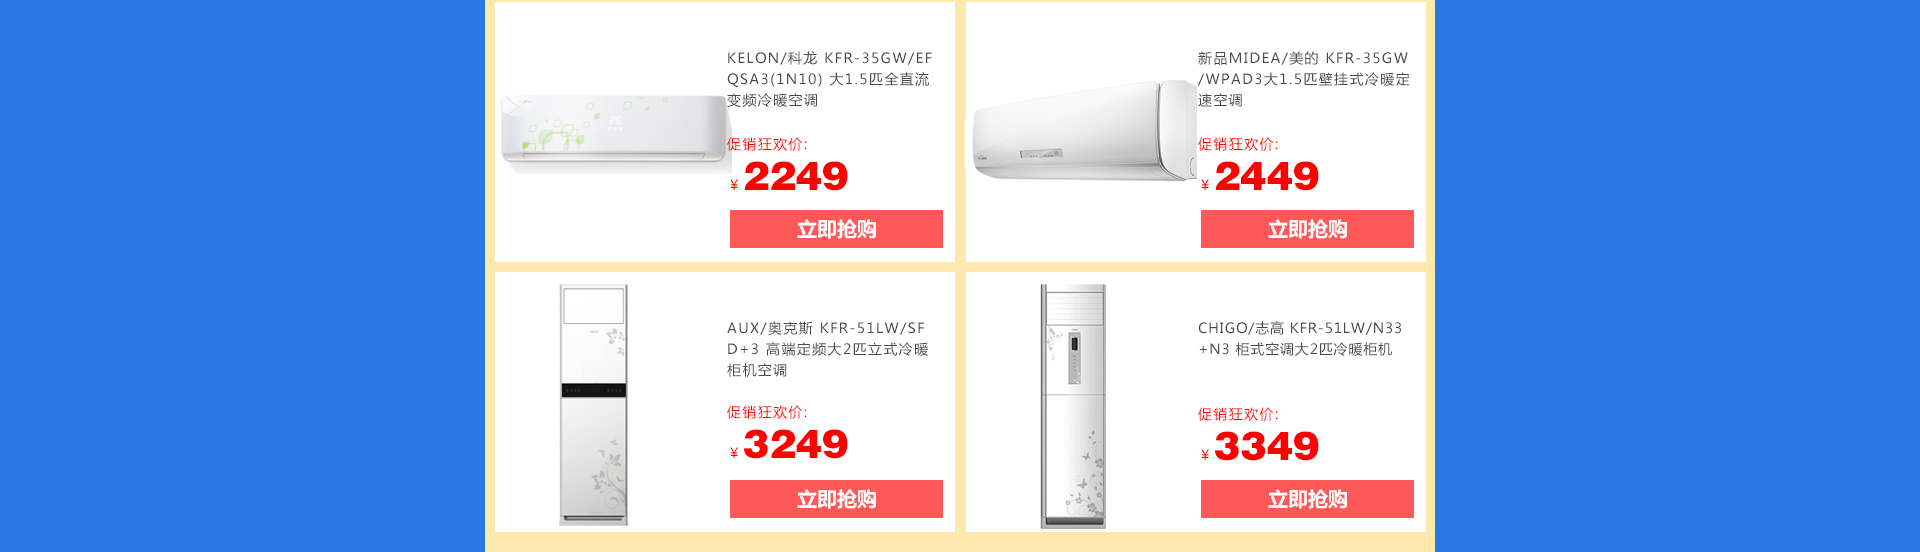 KELON/科龙 KFR-35GW/EF
QSA3(1N10) 大1.5匹全直流
变频冷暖空调
促销狂欢价:
¥ 2249
立即抢购
新品MIDEA/美的 KFR-35GW
/WPAD3大1.5匹壁挂式冷暖定
速空调
促销狂欢价:
¥ 2449
立即抢购
AUX/奥克斯 KFR-51LW/SF
D+3 高端定频大2匹立式冷暖
柜机空调
促销狂欢价:
¥ 3249
立即抢购
CHIGO/志高 KFR-51LW/N33
+N3 柜式空调大2匹冷暖柜机
促销狂欢价:
¥ 3349
立即抢购